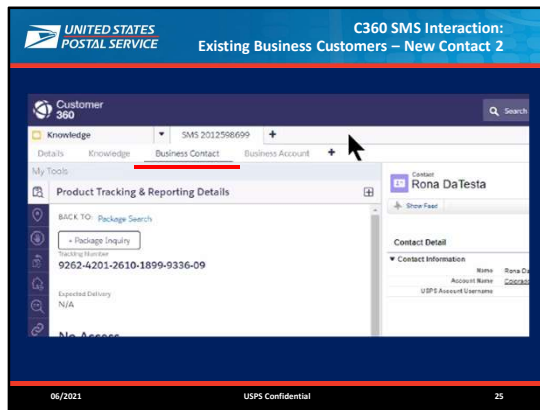 UNITED STATES
POSTAL SERVICE
C360 SMS Interaction:
Existing Business Customers – New Contact 2
Customer
360
Search
Knowledge
SMS 2012598699
Details Knowledge Business Contact Business Account
My Tools
Product Tracking & Reporting Details
BACK TO: Package Search
+ Package Inquiry
Tracking Number
9262-4201-2610-1899-9336-09
Expected Delivery
N/A
No Access
Contact
Rona DaTesta
Show Feed
Contact Detail
Contact Information
Name Rona Da
Account Name
USPS Account Username
06/2021
USPS Confidential
25